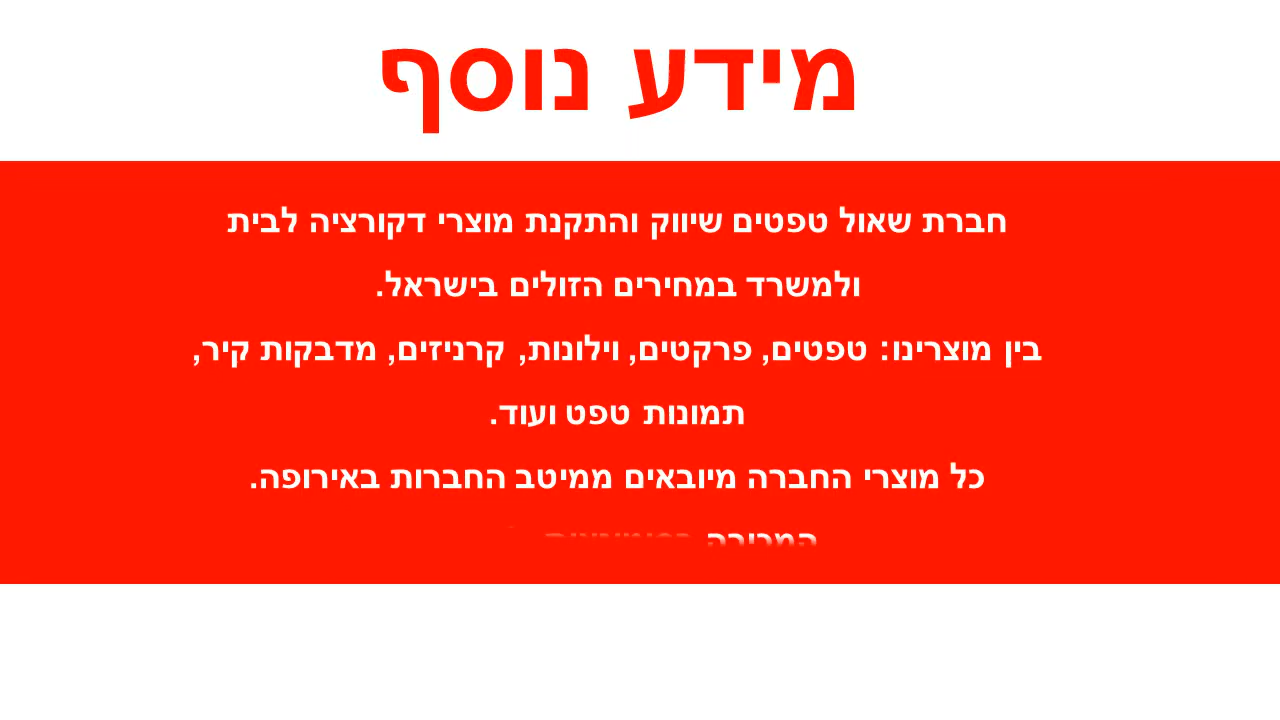 מידע נוסף
חברת שאול טפטים שיווק והתקנת מוצרי דקורציה לבית
ולמשרד במחירים הזולים בישראל.
בין מוצרינו: טפטים, פרקטים, וילונות, קרניזים, מדבקות קיר,
תמונות טפט ועוד.
כל מוצרי החברה מיובאים ממיטב החברות באירופה.
המכירה